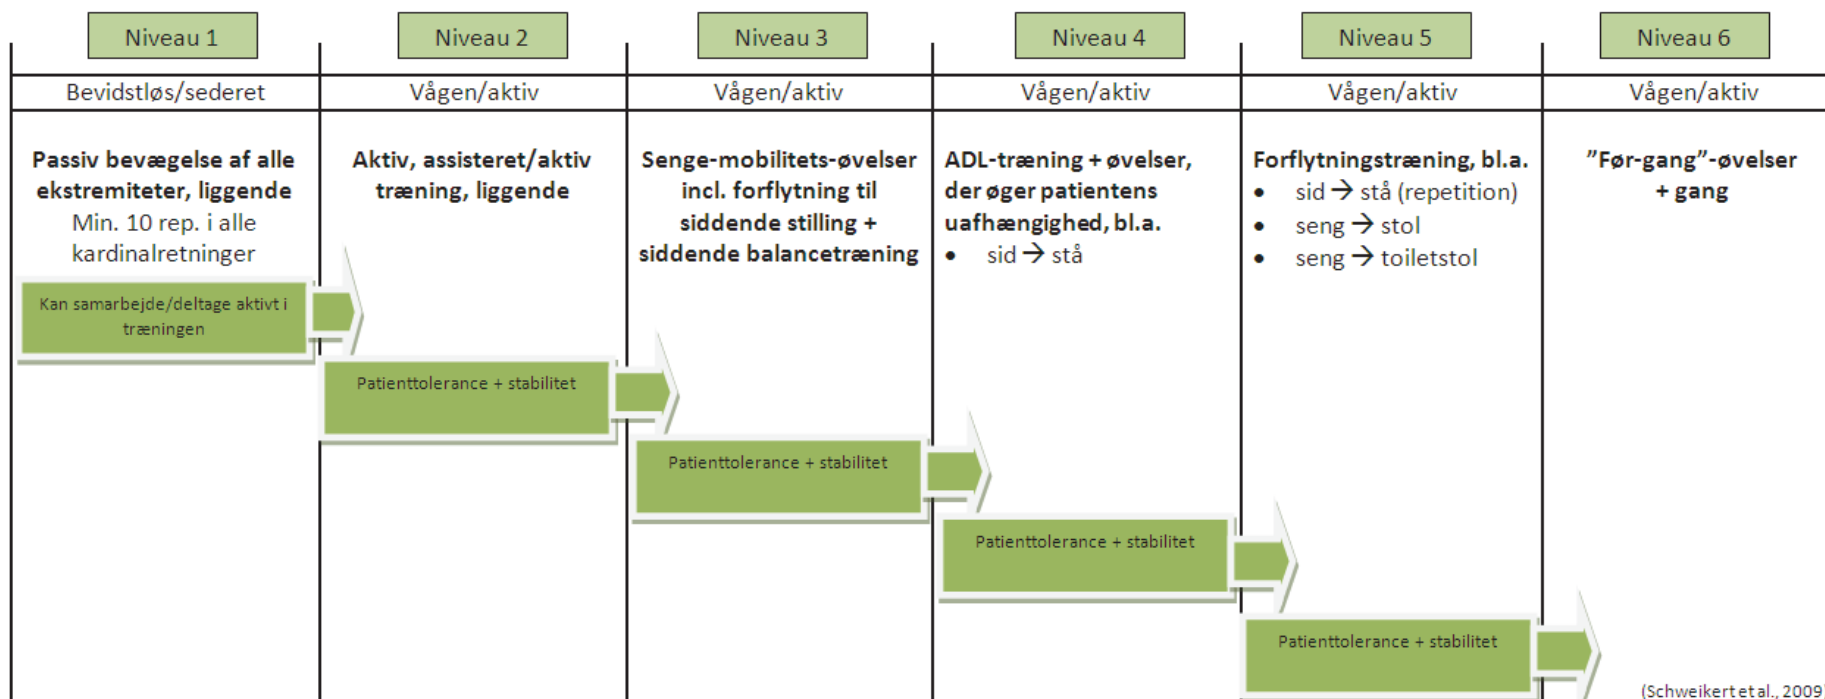 Niveau 1
Niveau 2
Niveau 3
Niveau 4
Niveau 5
Niveau 6
Bevidstløs/sederet
Vågen/aktiv
Vågen/aktiv
Vågen/aktiv
Vågen/aktiv
Vågen/aktiv
Passiv bevægelse af alle
ekstremiteter, liggende
Min. 10 rep. i alle
kardinalretninger
Aktiv, assisteret/aktiv
træning, liggende
Senge-mobilitets-øvelser
incl. forflytning til
siddende stilling +
siddende balancetræning
ADL-træning + øvelser,
der øger patientens
uafhængighed, bl.a.
• sid → stå
Forflytningstræning, bl.a.
• sid → stå (repetition)
• seng → stol
• seng → toiletstol
"Før-gang"-øvelser
+ gang
Kan samarbejde/deltage aktivt i
træningen
Patienttolerance + stabilitet
Patienttolerance + stabilitet
Patienttolerance + stabilitet
Patienttolerance + stabilitet
(Schweikert et al., 2009)